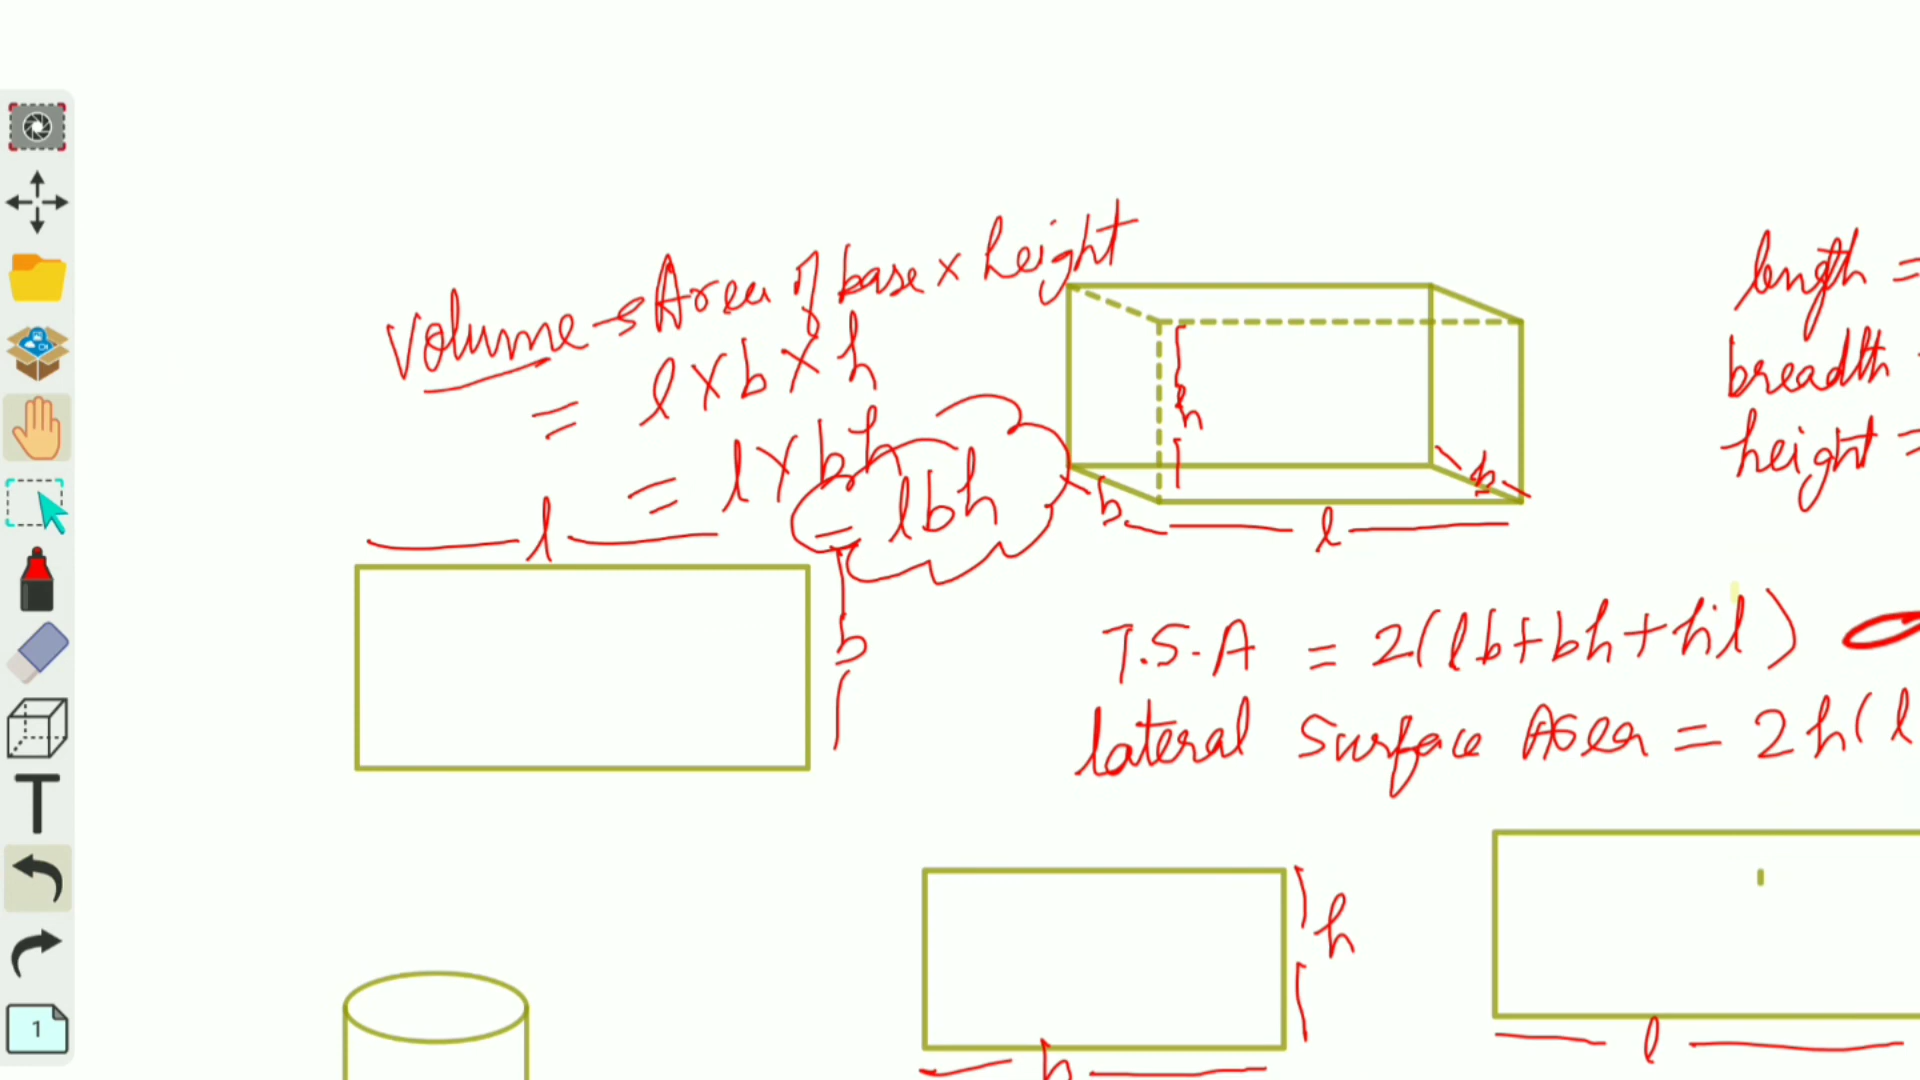 Volume → Area of base × height
= l × b × h
= l × bh
= lbh
l
b
h
b
b
l
length =
breadth
height =
T.S.A = 2(lb+bh+hl)
lateral Surface Area = 2h(l
h
b
l
1